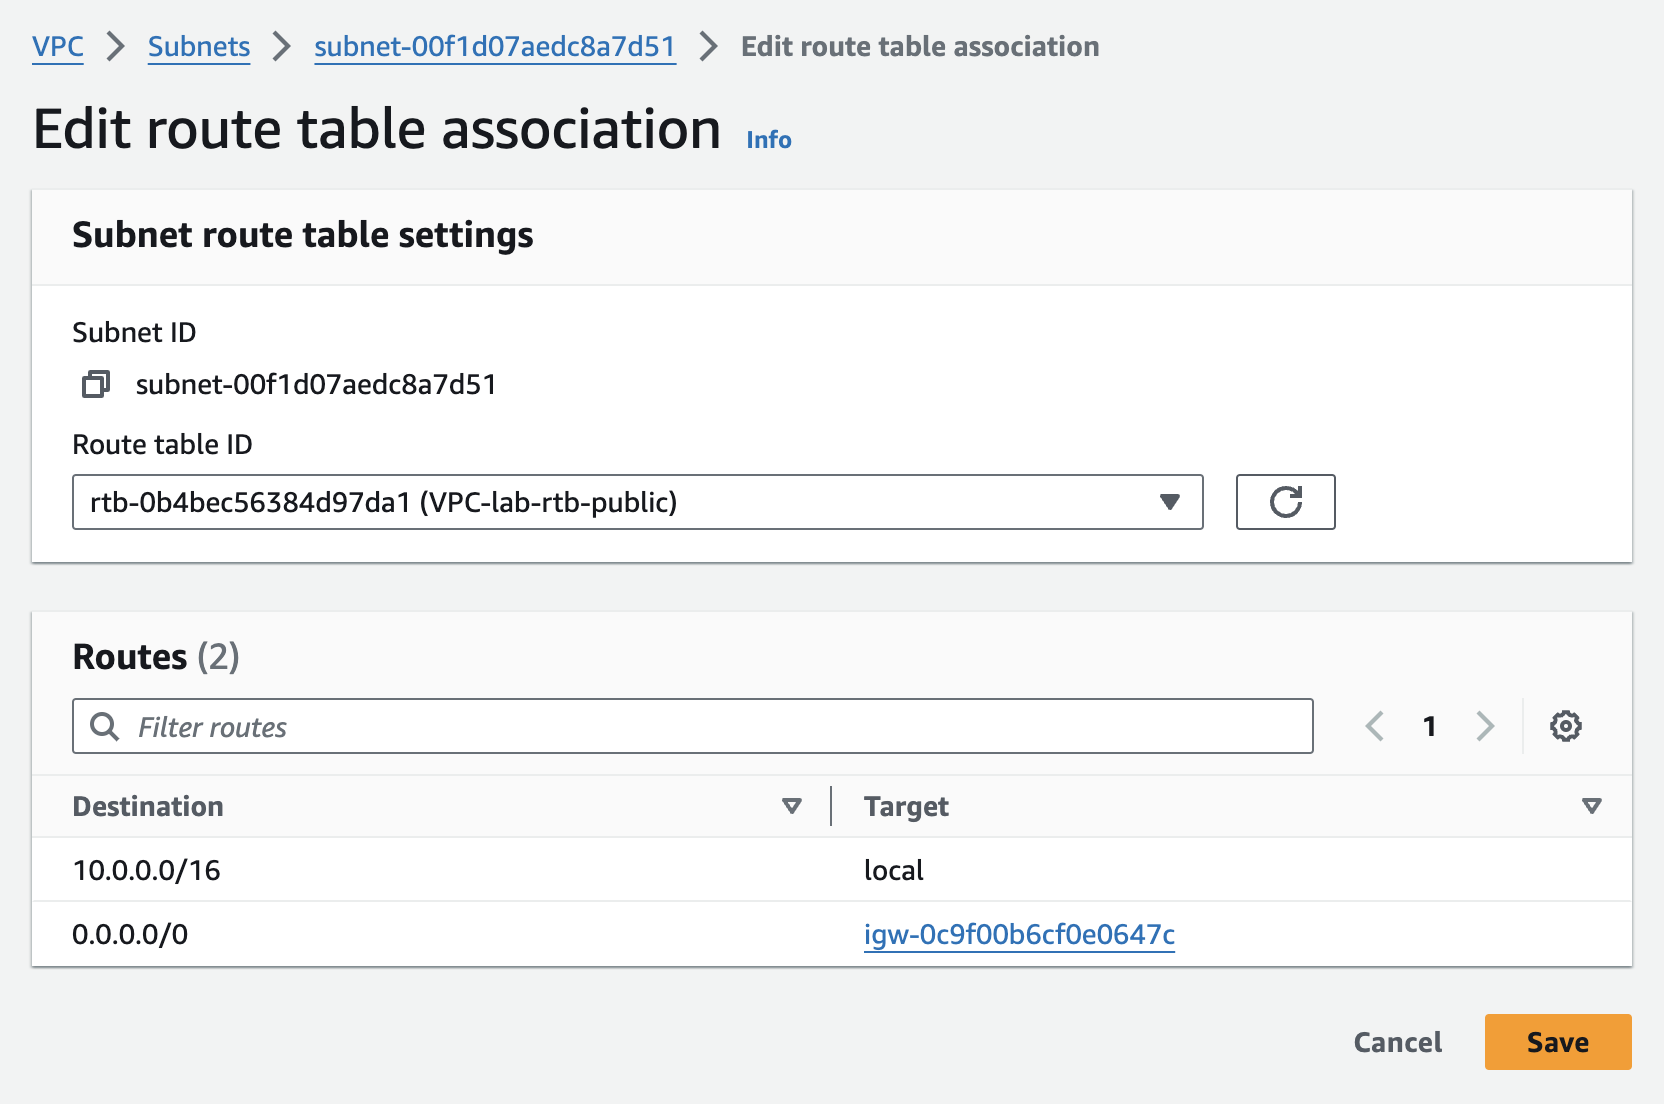 VPC > Subnets > subnet-00f1d07aedc8a7d51 > Edit route table association
Edit route table association Info
Subnet route table settings
Subnet ID
subnet-00f1d07aedc8a7d51
Route table ID
rtb-0b4bec56384d97da1 (VPC-lab-rtb-public)
Routes (2)
Filter routes 1
Destination Target
10.0.0.0/16 local
0.0.0.0/0 igw-0c9f00b6cf0e0647c
Cancel Save